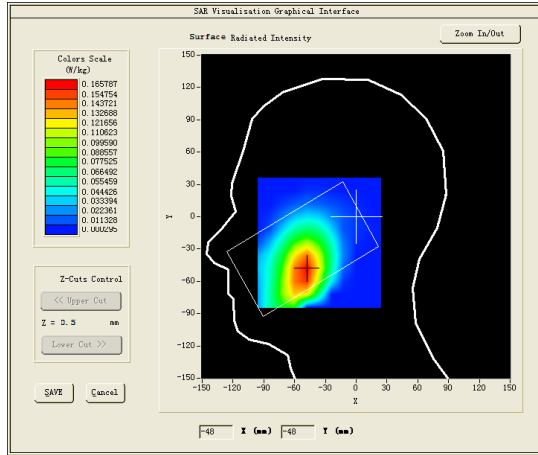 SAR Visualisation Graphical Interface
Surface Radiated Intensity
Zoom In/Out
Colors Scale
(W/kg)
0.165787
0.154754
0.143721
0.132688
0.121656
0.110623
0.099590
0.088557
0.077525
0.066492
0.055459
0.044426
0.033394
0.022361
0.011328
0.000295
Z-Cuts Control
<< Upper Cut
Z = 3.5 mm
Lower Cut >>
SAVE
Cancel
150
120
90
60
30
0
-30
-60
-90
-120
-150
Y
-150 -120 -90 -60 -30 0 30 60 90 120 150
X
-48 X (mm) -48 Y (mm)